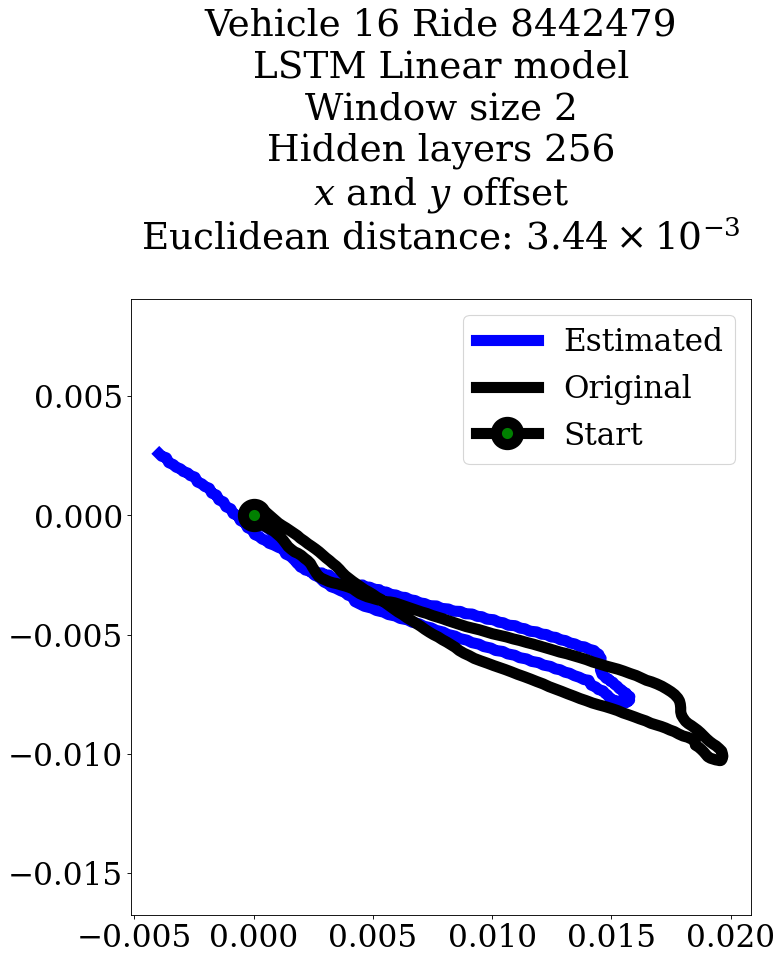 Vehicle 16 Ride 8442479
LSTM Linear model
Window size 2
Hidden layers 256
x and y offset
Euclidean distance: 3.44 × 10⁻³
Estimated
Original
Start
0.005
0.000
−0.005
−0.010
−0.015
−0.005 0.000 0.005 0.010 0.015 0.020